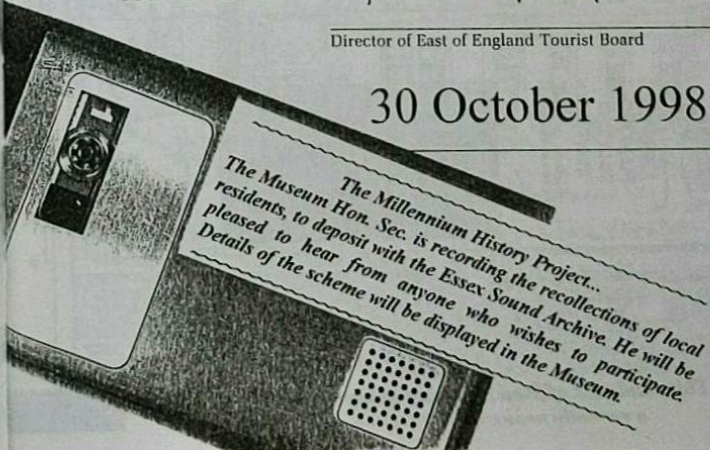 Director of East of England Tourist Board
30 October 1998
The Millennium History Project...
The Museum Hon. Sec. is recording the recollections of local
residents, to deposit with the Essex Sound Archive. He will be
pleased to hear from anyone who wishes to participate.
Details of the scheme will be displayed in the Museum.